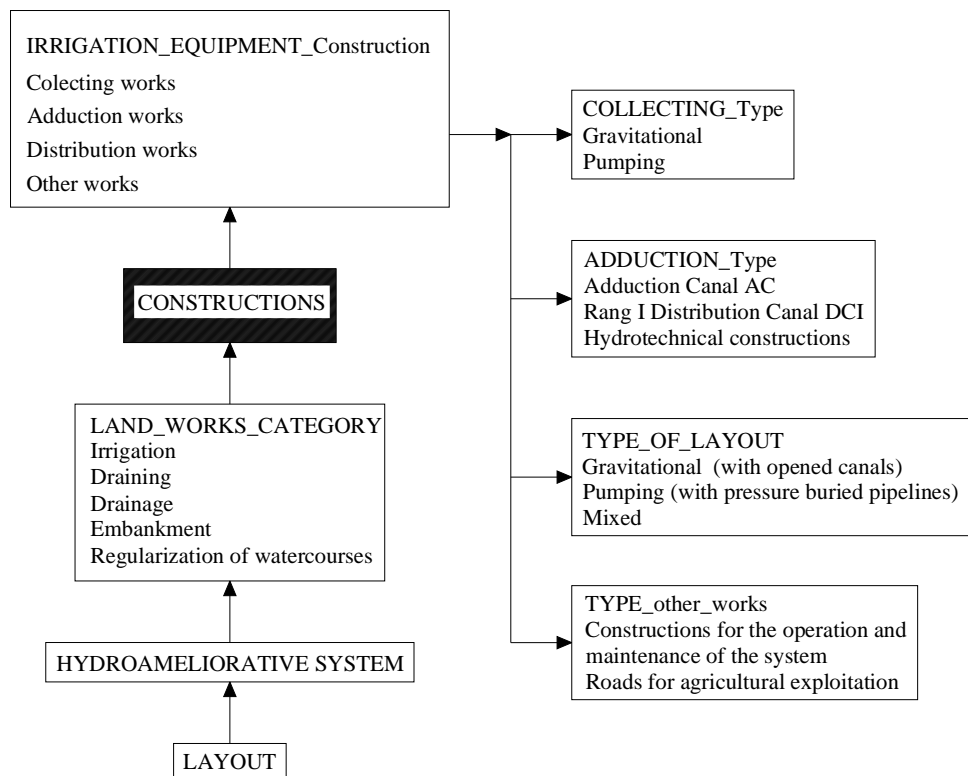 IRRIGATION_EQUIPMENT_Construction
Colecting works
Adduction works
Distribution works
Other works
CONSTRUCTIONS
LAND_WORKS_CATEGORY
Irrigation
Draining
Drainage
Embankment
Regularization of watercourses
HYDROAMELIORATIVE SYSTEM
LAYOUT
COLLECTING_Type
Gravitational
Pumping
ADDUCTION_Type
Adduction Canal AC
Rang I Distribution Canal DCI
Hydrotechnical constructions
TYPE_OF_LAYOUT
Gravitational (with opened canals)
Pumping (with pressure buried pipelines)
Mixed
TYPE_other_works
Constructions for the operation and
maintenance of the system
Roads for agricultural exploitation